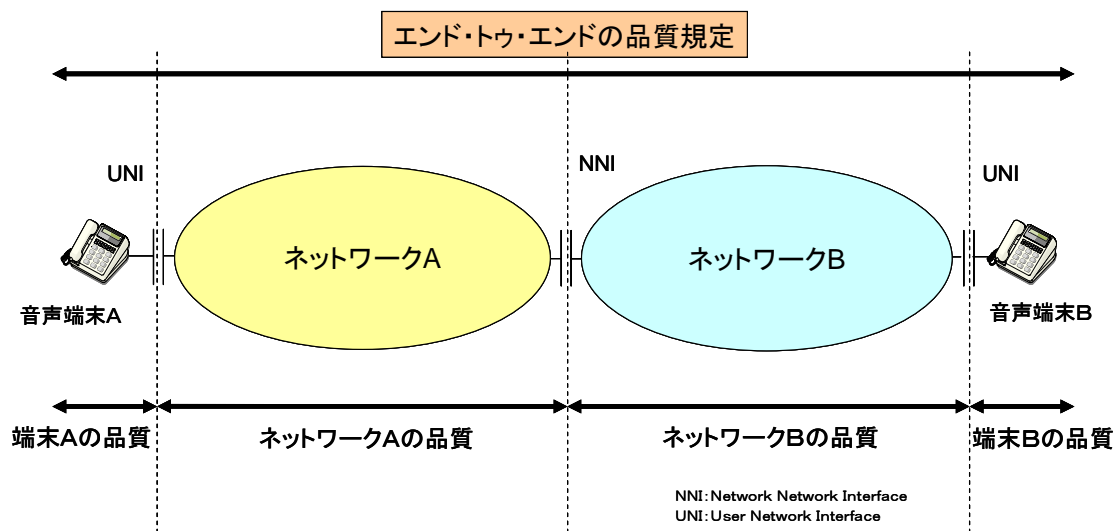 エンド・トゥ・エンドの品質規定
UNI
NNI
UNI
ネットワークA
ネットワークB
音声端末A
音声端末B
端末Aの品質
ネットワークAの品質
ネットワークBの品質
端末Bの品質
NNI:Network Network Interface
UNI:User Network Interface